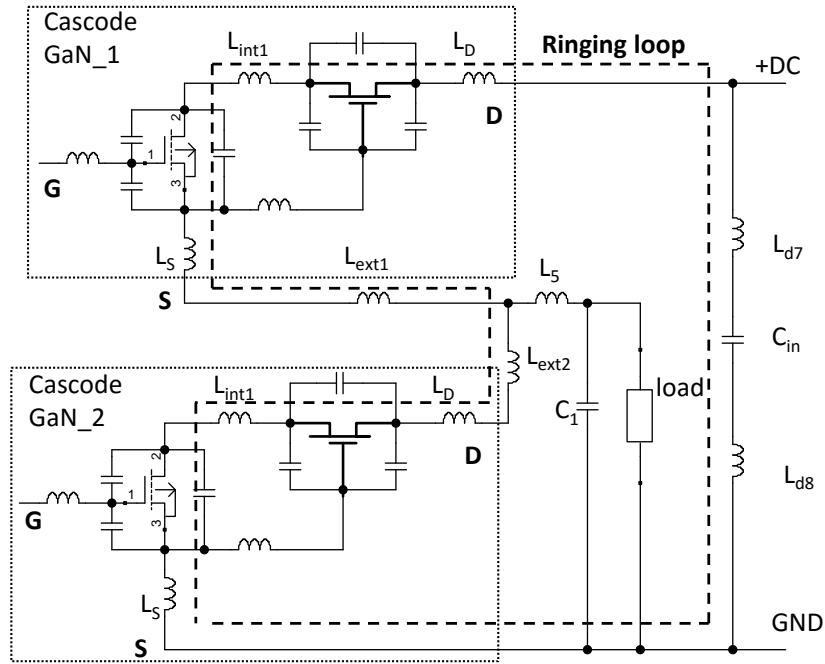 Cascode
GaN_1
L_int1
L_D
Ringing loop
+DC
D
2
1
3
G
L_S
L_ext1
S
L_5
L_d7
C_in
L_ext2
load
C_1
L_d8
Cascode
GaN_2
L_int1
L_D
D
2
1
3
G
L_S
S
GND